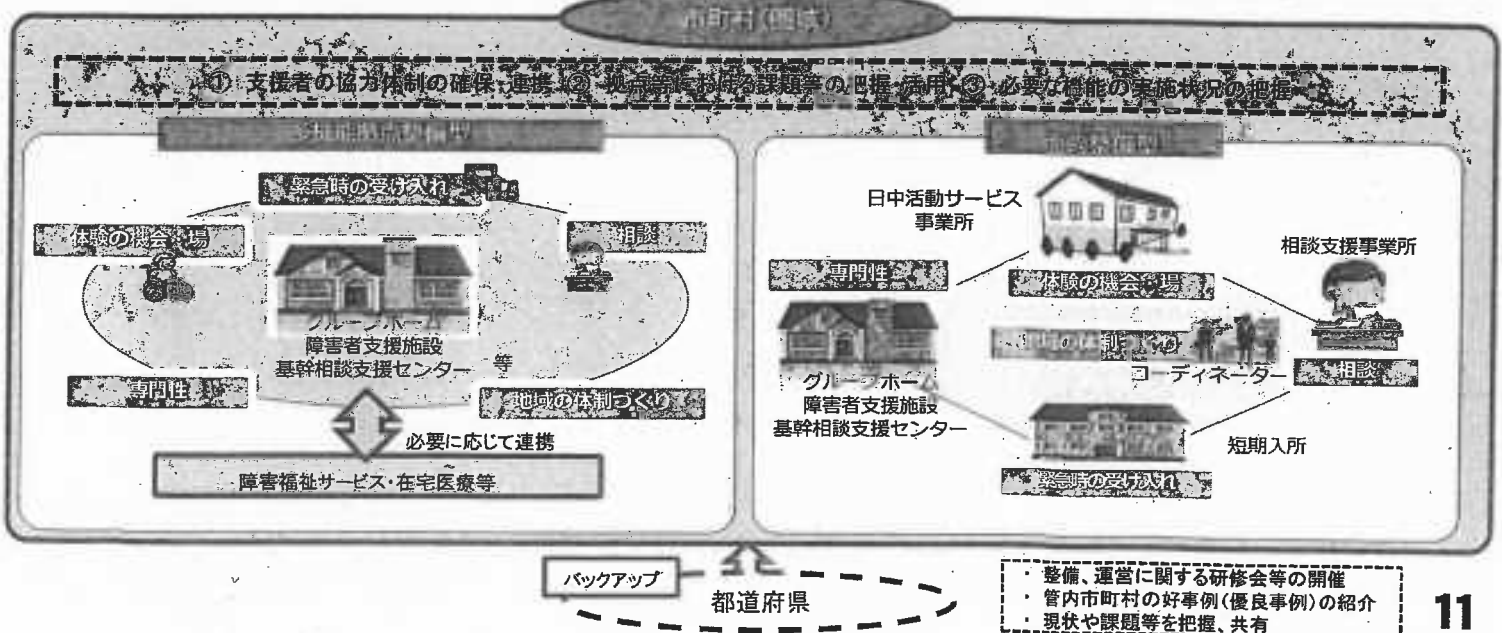 市町村(圏域)
① 支援者の協力体制の確保・連携 ② 拠点等における課題等の把握・活用 ③ 必要な機能の実施状況の把握
緊急時の受け入れ
体験の機会・場
相談
グループホーム
障害者支援施設
基幹相談支援センター 等
専門性
地域の体制づくり
必要に応じて連携
障害福祉サービス・在宅医療等
日中活動サービス
事業所
相談支援事業所
専門性
体験の機会・場
コーディネーター
相談
グループホーム
障害者支援施設
基幹相談支援センター
短期入所
緊急時の受け入れ
バックアップ
都道府県
・ 整備、運営に関する研修会等の開催
・ 管内市町村の好事例(優良事例)の紹介
・ 現状や課題等を把握、共有
11